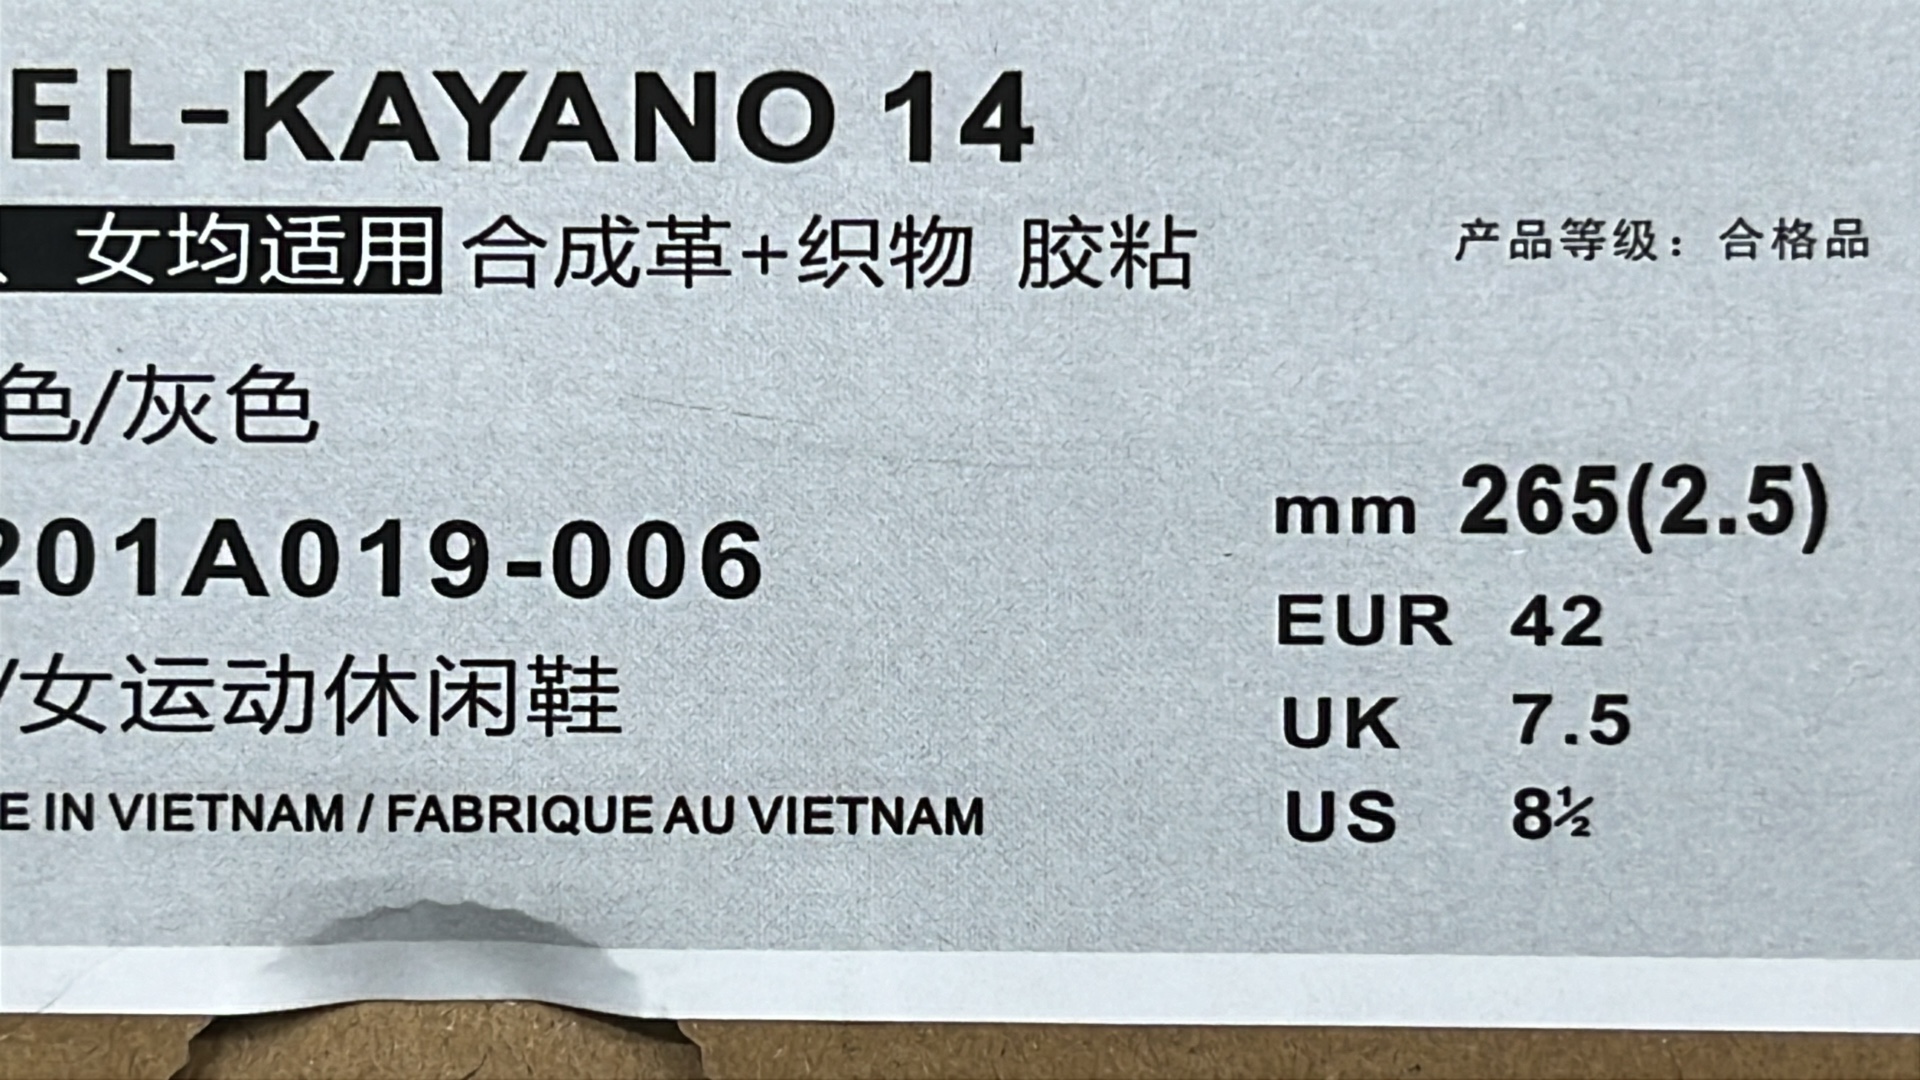 EL-KAYANO 14
、女均适用 合成革+织物 胶粘
产品等级：合格品
色/灰色
201A019-006
/女运动休闲鞋
E IN VIETNAM / FABRIQUE AU VIETNAM
mm 265(2.5)
EUR 42
UK 7.5
US 8½